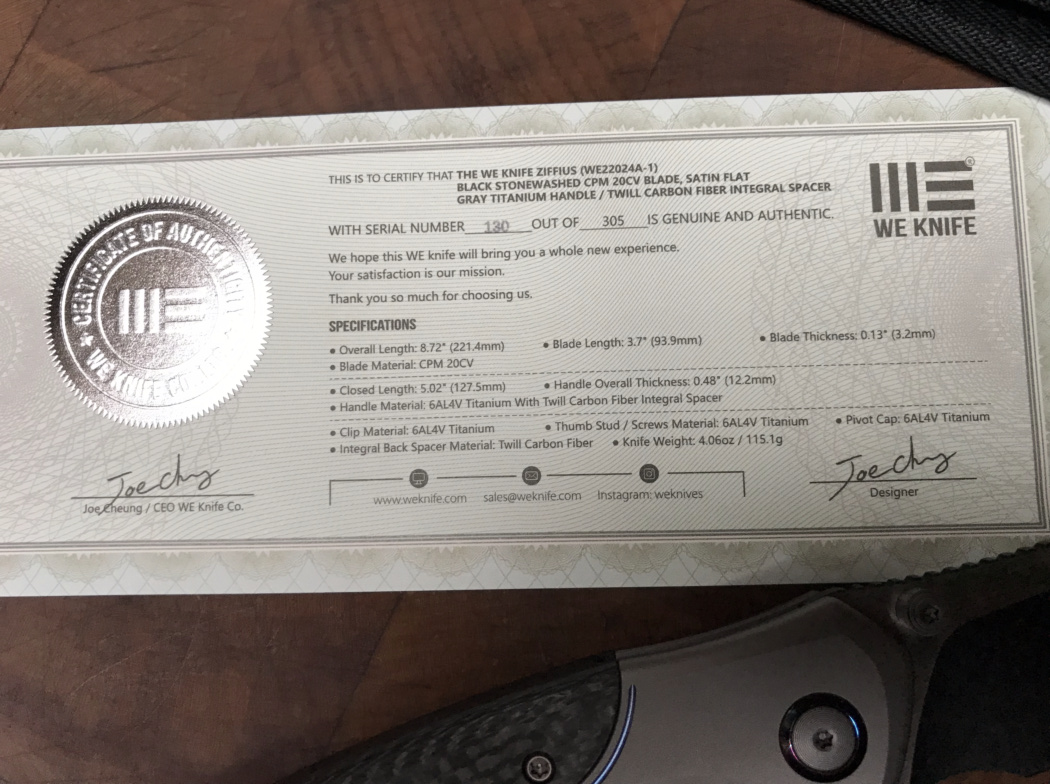 THIS IS TO CERTIFY THAT THE WE KNIFE ZIFFIUS (WE22024A-1)
BLACK STONEWASHED CPM 20CV BLADE, SATIN FLAT
GRAY TITANIUM HANDLE / TWILL CARBON FIBER INTEGRAL SPACER
WE KNIFE
WITH SERIAL NUMBER 130 OUT OF 305 IS GENUINE AND AUTHENTIC.
We hope this WE knife will bring you a whole new experience.
Your satisfaction is our mission.
Thank you so much for choosing us.
CERTIFICATE OF AUTHENTICITY
WE KNIFE CO.
SPECIFICATIONS
• Overall Length: 8.72" (221.4mm) • Blade Length: 3.7" (93.9mm) • Blade Thickness: 0.13" (3.2mm)
• Blade Material: CPM 20CV
• Closed Length: 5.02" (127.5mm) • Handle Overall Thickness: 0.48" (12.2mm)
• Handle Material: 6AL4V Titanium With Twill Carbon Fiber Integral Spacer
• Clip Material: 6AL4V Titanium • Thumb Stud / Screws Material: 6AL4V Titanium • Pivot Cap: 6AL4V Titanium
• Integral Back Spacer Material: Twill Carbon Fiber • Knife Weight: 4.06oz / 115.1g
Joe Cheung / CEO WE Knife Co.
www.weknife.com sales@weknife.com Instagram: weknives
Designer